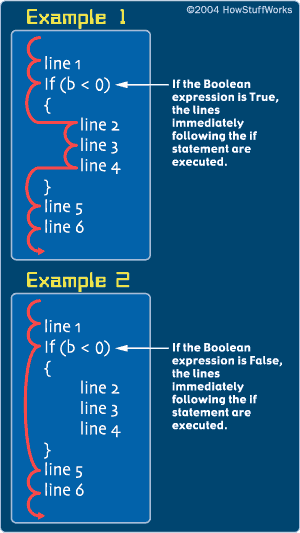 ©2004 HowStuffWorks
Example 1
line 1
If (b < 0)
{
line 2
line 3
line 4
}
line 5
line 6
If the Boolean
expression is True,
the lines
immediately
following the if
statement are
executed.
Example 2
line 1
If (b < 0)
{
line 2
line 3
line 4
}
line 5
line 6
If the Boolean
expression is False,
the lines
immediately
following the if
statement are
executed.